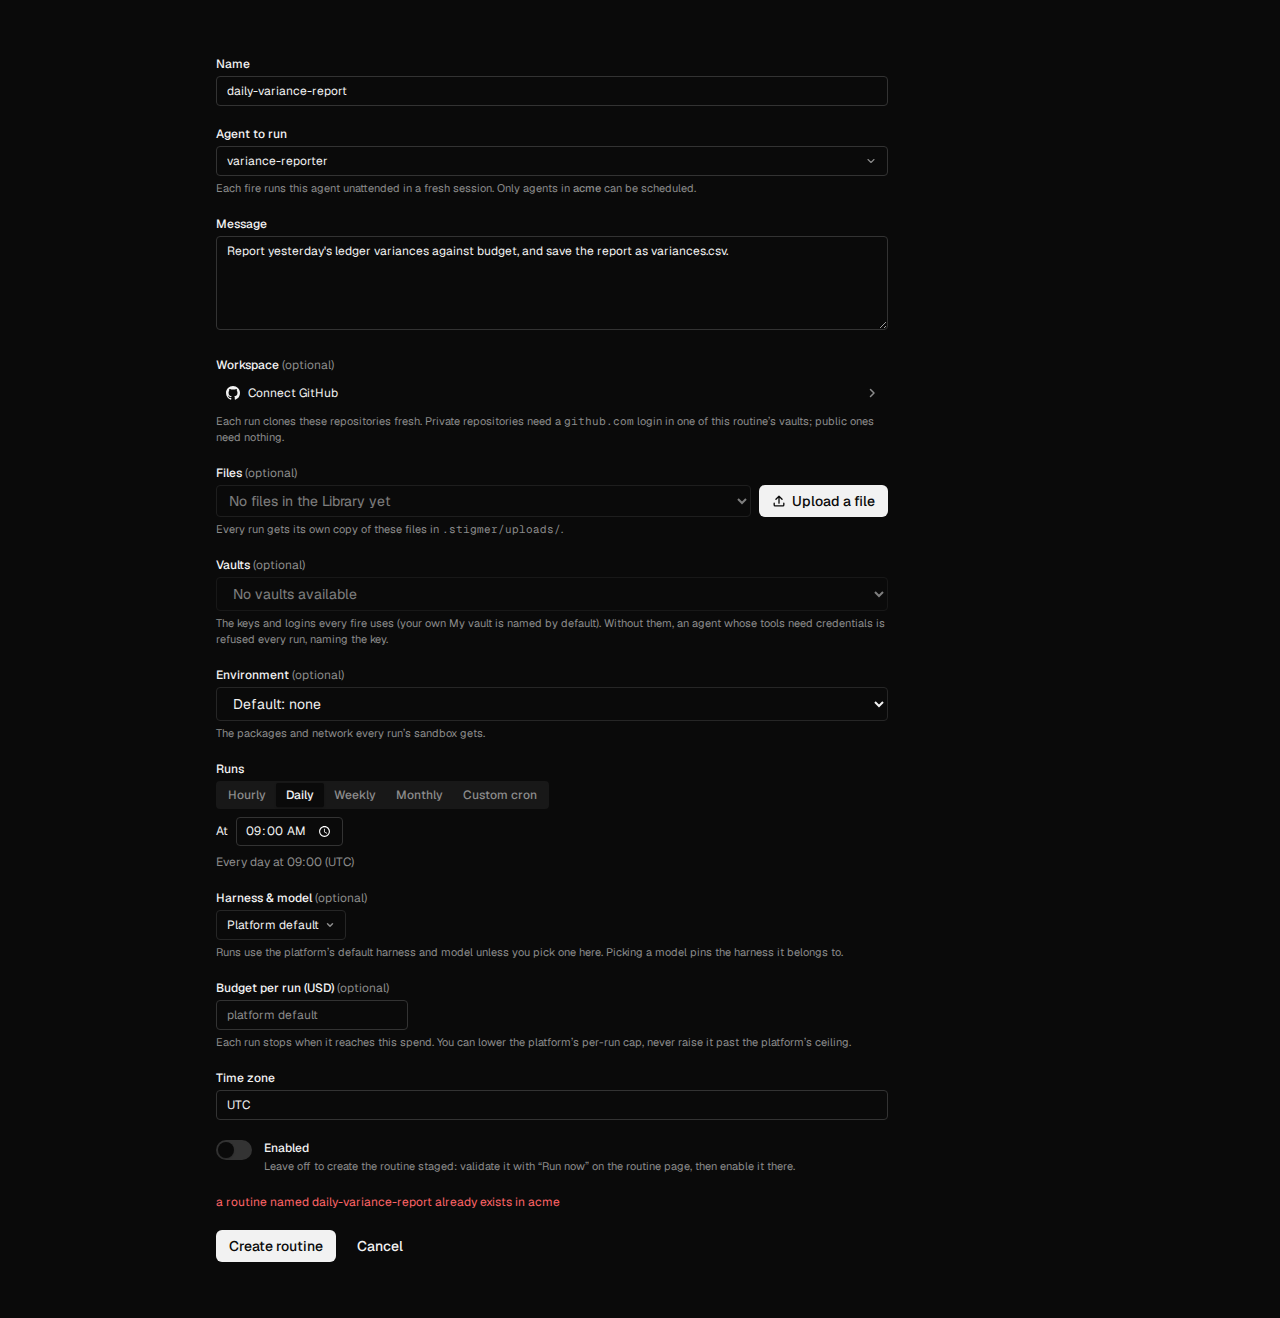 Name
daily-variance-report
Agent to run
variance-reporter
Each fire runs this agent unattended in a fresh session. Only agents in acme can be scheduled.
Message
Report yesterday's ledger variances against budget, and save the report as variances.csv.
Workspace (optional)
Connect GitHub
Each run clones these repositories fresh. Private repositories need a github.com login in one of this routine's vaults; public ones
need nothing.
Files (optional)
No files in the Library yet
Upload a file
Every run gets its own copy of these files in .stigmer/uploads/.
Vaults (optional)
No vaults available
The keys and logins every fire uses (your own My vault is named by default). Without them, an agent whose tools need credentials is
refused every run, naming the key.
Environment (optional)
Default: none
The packages and network every run's sandbox gets.
Runs
Hourly Daily Weekly Monthly Custom cron
At 09:00 AM
Every day at 09:00 (UTC)
Harness & model (optional)
Platform default
Runs use the platform's default harness and model unless you pick one here. Picking a model pins the harness it belongs to.
Budget per run (USD) (optional)
platform default
Each run stops when it reaches this spend. You can lower the platform's per-run cap, never raise it past the platform's ceiling.
Time zone
UTC
Enabled
Leave off to create the routine staged: validate it with “Run now” on the routine page, then enable it there.
a routine named daily-variance-report already exists in acme
Create routine Cancel